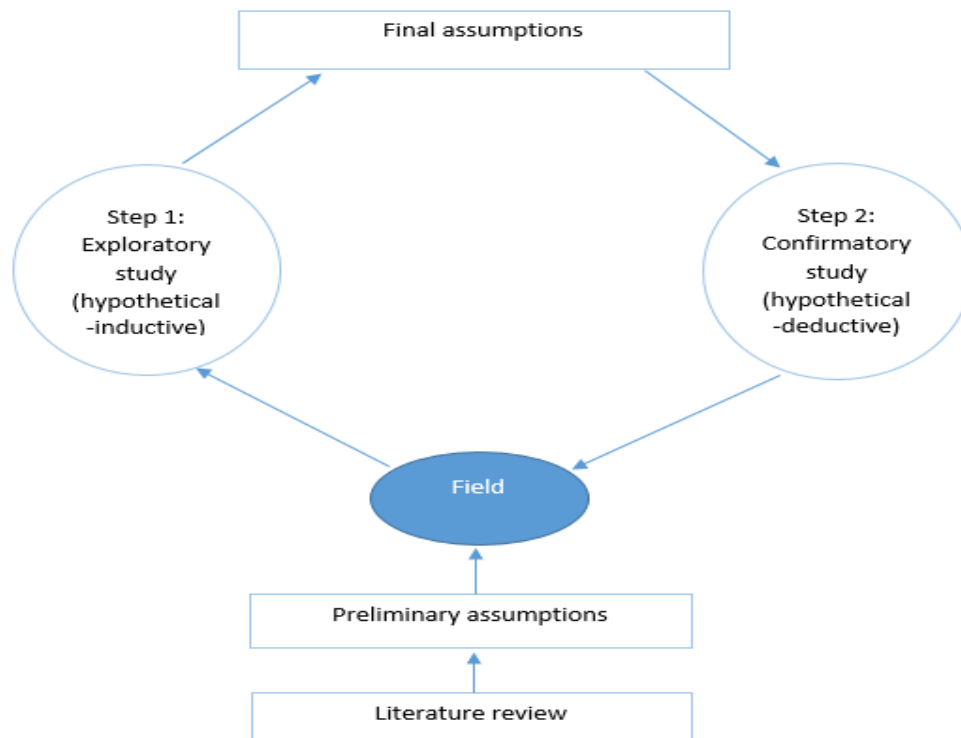 Final assumptions
Step 1:
Exploratory
study
(hypothetical
-inductive)
Step 2:
Confirmatory
study
(hypothetical
-deductive)
Field
Preliminary assumptions
Literature review